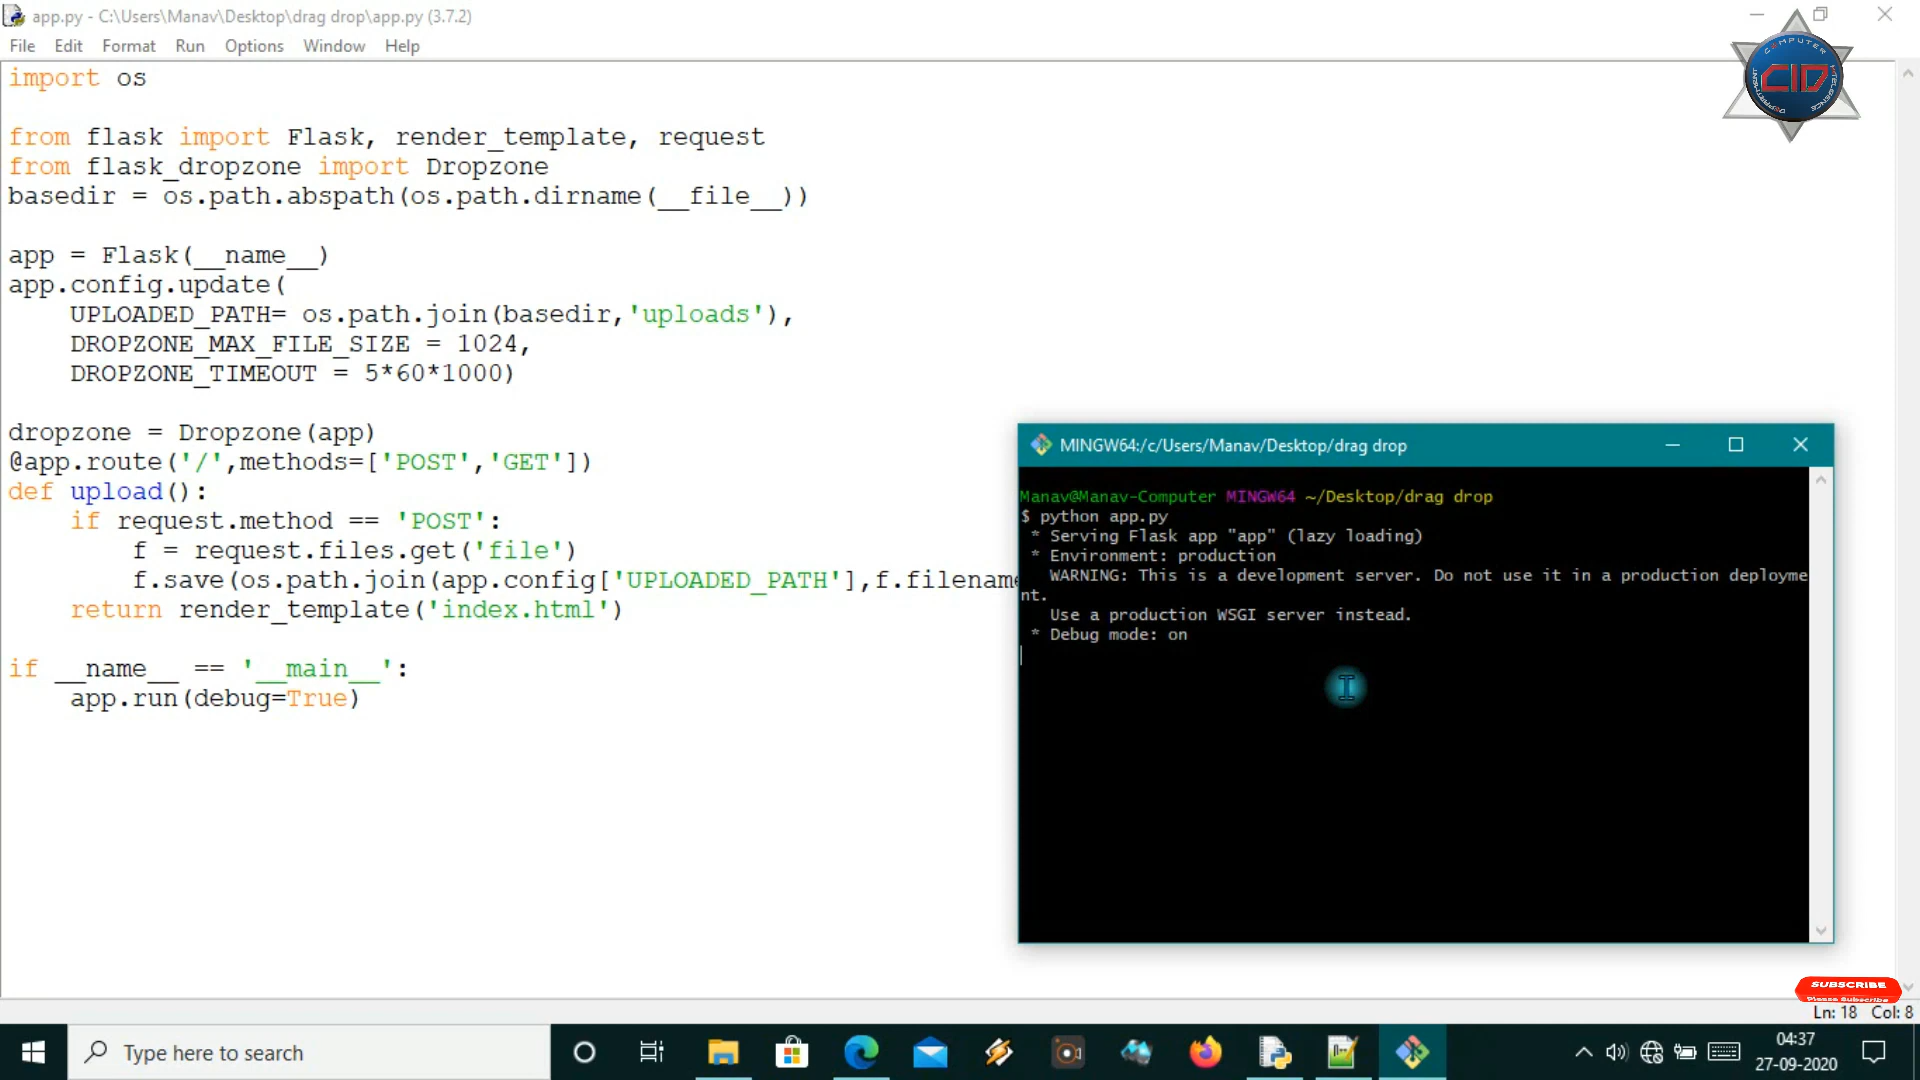 app.py - C:\Users\Manav\Desktop\drag drop\app.py (3.7.2)
File Edit Format Run Options Window Help
import os
from flask import Flask, render_template, request
from flask_dropzone import Dropzone
basedir = os.path.abspath(os.path.dirname(__file__))
app = Flask(__name__)
app.config.update(
    UPLOADED_PATH= os.path.join(basedir,'uploads'),
    DROPZONE_MAX_FILE_SIZE = 1024,
    DROPZONE_TIMEOUT = 5*60*1000)
dropzone = Dropzone(app)
@app.route('/',methods=['POST','GET'])
def upload():
    if request.method == 'POST':
        f = request.files.get('file')
        f.save(os.path.join(app.config['UPLOADED_PATH'],f.filename
    return render_template('index.html')
if __name__ == '__main__':
    app.run(debug=True)
COMPUTER
CID
DEPARTMENT
MINGW64:/c/Users/Manav/Desktop/drag drop
Manav@Manav-Computer MINGW64 ~/Desktop/drag drop
$ python app.py
 * Serving Flask app "app" (lazy loading)
 * Environment: production
   WARNING: This is a development server. Do not use it in a production deployme
nt.
   Use a production WSGI server instead.
 * Debug mode: on
SUBSCRIBE
Please Subscribe
Ln: 18 Col: 8
Type here to search
04:37
27-09-2020